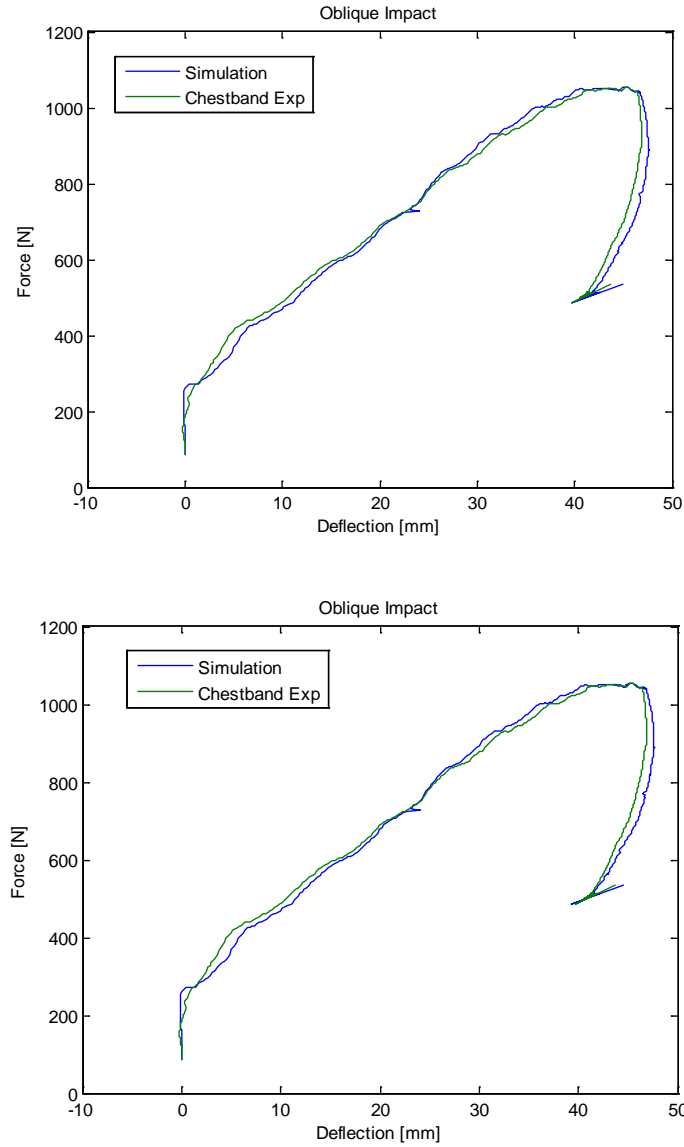 Oblique Impact
1200
Simulation
Chestband Exp
1000
800
600
400
200
0
Force [N]
-10 0 10 20 30 40 50
Deflection [mm]
Oblique Impact
1200
Simulation
Chestband Exp
1000
800
600
400
200
0
Force [N]
-10 0 10 20 30 40 50
Deflection [mm]